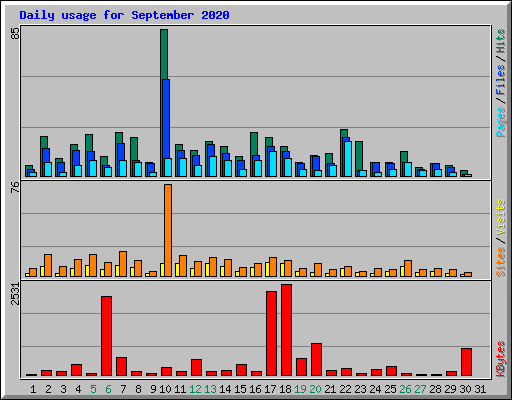 Daily usage for September 2020
85
Pages / Files / Hits
76
Sites / Visits
2531
KBytes
1 2 3 4 5 6 7 8 9 10 11 12 13 14 15 16 17 18 19 20 21 22 23 24 25 26 27 28 29 30 31